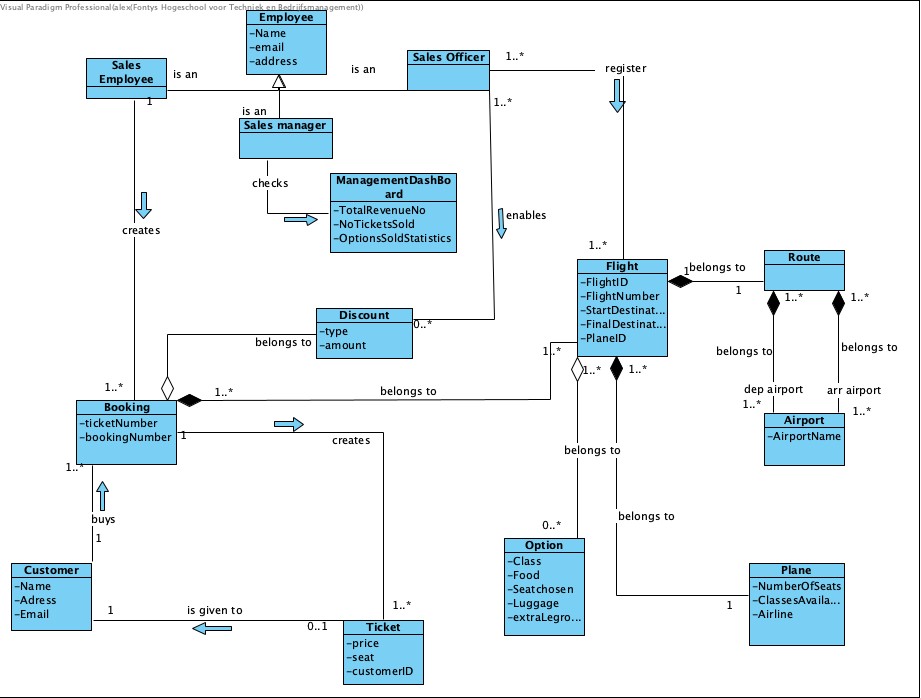 Visual Paradigm Professional(alex(Fontys Hogeschool voor Techniek en Bedrijfsmanagement))
Employee
-Name
-email
-address
Sales
Employee
1
is an
is an
Sales Officer
1..*
1..*
register
is an
Sales manager
checks
ManagementDashBo
ard
-TotalRevenueNo
-NoTicketsSold
-OptionsSoldStatistics
creates
enables
1..*
Flight
-FlightID
-FlightNumber
-StartDestinat...
-FinalDestinat...
-PlaneID
1
belongs to
1
Route
1..*
1..*
Discount
-type
-amount
0..*
belongs to
1..*
1..*
1..*
belongs to
belongs to
dep airport
arr airport
1..*
1..*
Airport
-AirportName
1..*
1..*
belongs to
Booking
-ticketNumber
-bookingNumber
1
creates
1..*
buys
1
belongs to
0..*
belongs to
Option
-Class
-Food
-Seatchosen
-Luggage
-extraLegro...
Plane
-NumberOfSeats
-ClassesAvaila...
-Airline
1
Customer
-Name
-Adress
-Email
1
is given to
0..1
1..*
Ticket
-price
-seat
-customerID